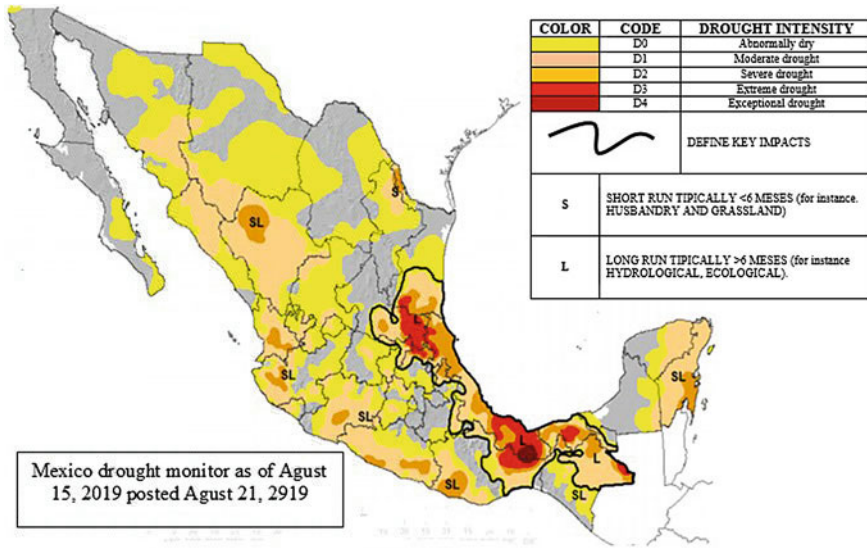 COLOR CODE DROUGHT INTENSITY
D0 Abnormally dry
D1 Moderate drought
D2 Severe drought
D3 Extreme drought
D4 Exceptional drought
DEFINE KEY IMPACTS
S SHORT RUN TIPICALLY <6 MESES (for instance.
HUSBANDRY AND GRASSLAND)
L LONG RUN TIPICALLY >6 MESES (for instance
HYDROLOGICAL, ECOLOGICAL).
S
SL
L
SL
SL
SL
L
L
SL
SL
Mexico drought monitor as of Agust
15, 2019 posted Agust 21, 2919